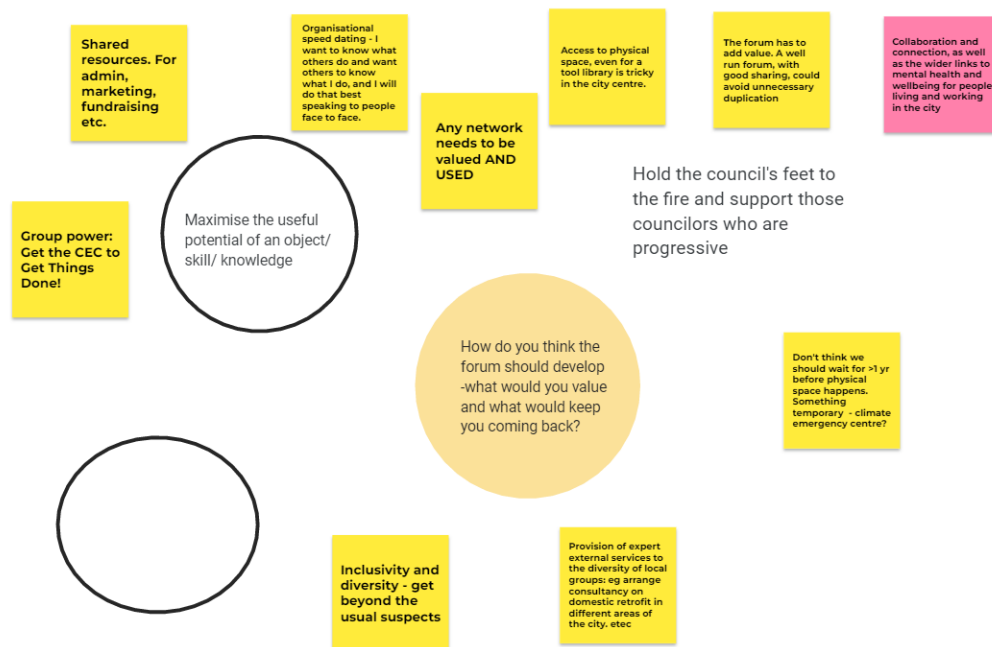 Shared
resources. For
admin,
marketing,
fundraising
etc.
Organisational
speed dating - I
want to know what
others do and want
others to know
what I do, and I will
do that best
speaking to people
face to face.
Any network
needs to be
valued AND
USED
Access to physical
space, even for a
tool library is tricky
in the city centre.
The forum has to
add value. A well
run forum, with
good sharing, could
avoid unnecessary
duplication
Collaboration and
connection, as well
as the wider links to
mental health and
wellbeing for people
living and working
in the city
Group power:
Get the CEC to
Get Things
Done!
Maximise the useful
potential of an object/
skill/ knowledge
Hold the council's feet to
the fire and support those
councilors who are
progressive
How do you think the
forum should develop
-what would you value
and what would keep
you coming back?
Don't think we
should wait for >1 yr
before physical
space happens.
Something
temporary - climate
emergency centre?
Inclusivity and
diversity - get
beyond the
usual suspects
Provision of expert
external services to
the diversity of local
groups: eg arrange
consultancy on
domestic retrofit in
different areas of
the city. etec